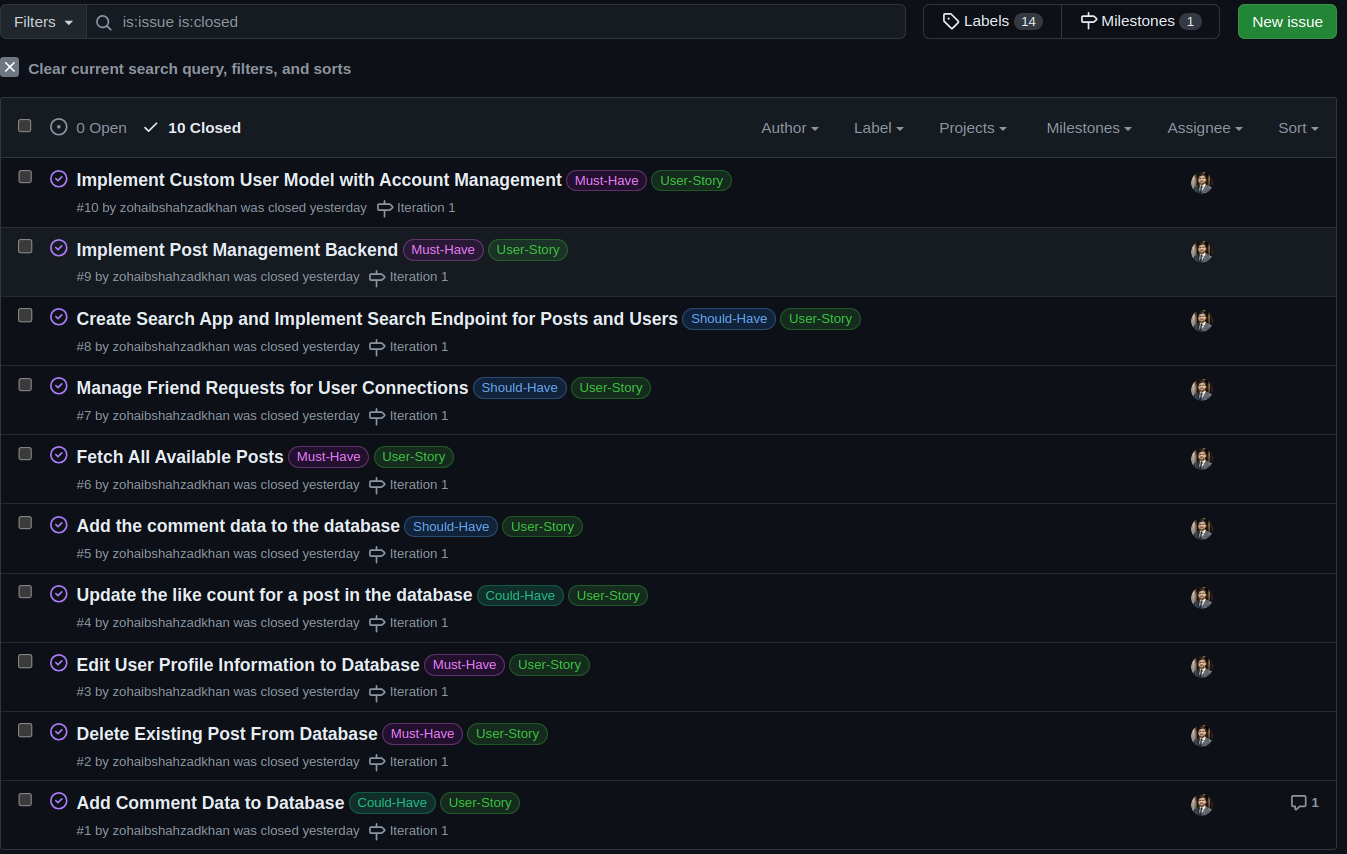 Filters is:issue is:closed Labels 14 Milestones 1 New issue
Clear current search query, filters, and sorts
0 Open 10 Closed Author Label Projects Milestones Assignee Sort
Implement Custom User Model with Account Management Must-Have User-Story
#10 by zohaibshahzadkhan was closed yesterday Iteration 1
Implement Post Management Backend Must-Have User-Story
#9 by zohaibshahzadkhan was closed yesterday Iteration 1
Create Search App and Implement Search Endpoint for Posts and Users Should-Have User-Story
#8 by zohaibshahzadkhan was closed yesterday Iteration 1
Manage Friend Requests for User Connections Should-Have User-Story
#7 by zohaibshahzadkhan was closed yesterday Iteration 1
Fetch All Available Posts Must-Have User-Story
#6 by zohaibshahzadkhan was closed yesterday Iteration 1
Add the comment data to the database Should-Have User-Story
#5 by zohaibshahzadkhan was closed yesterday Iteration 1
Update the like count for a post in the database Could-Have User-Story
#4 by zohaibshahzadkhan was closed yesterday Iteration 1
Edit User Profile Information to Database Must-Have User-Story
#3 by zohaibshahzadkhan was closed yesterday Iteration 1
Delete Existing Post From Database Must-Have User-Story
#2 by zohaibshahzadkhan was closed yesterday Iteration 1
Add Comment Data to Database Could-Have User-Story 1
#1 by zohaibshahzadkhan was closed yesterday Iteration 1